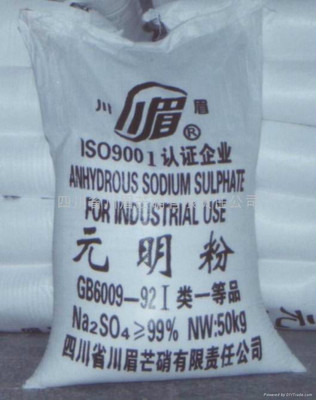 川 川眉 眉
®
ISO9001认证企业
ANHYDROUS SODIUM SULPHATE
FOR INDUSTRIAL USE
元明粉
GB6009-92 I 类一等品
Na₂SO₄≥99% NW:50kg
四川省川眉芒硝有限责任公司